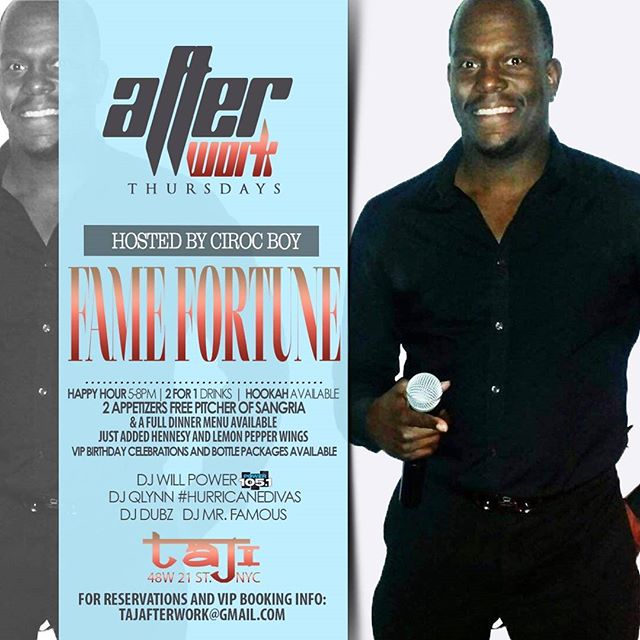 after
work
THURSDAYS
HOSTED BY CIROC BOY
FAME FORTUNE
HAPPY HOUR 5-8PM | 2 FOR 1 DRINKS | HOOKAH AVAILABLE
2 APPETIZERS FREE PITCHER OF SANGRIA
& A FULL DINNER MENU AVAILABLE
JUST ADDED HENNESY AND LEMON PEPPER WINGS
VIP BIRTHDAY CELEBRATIONS AND BOTTLE PACKAGES AVAILABLE
DJ WILL POWER 105.1
DJ QLYNN #HURRICANEDIVAS
DJ DUBZ DJ MR. FAMOUS
taji
48W 21 ST. NYC
FOR RESERVATIONS AND VIP BOOKING INFO:
TAJAFTERWORK@GMAIL.COM